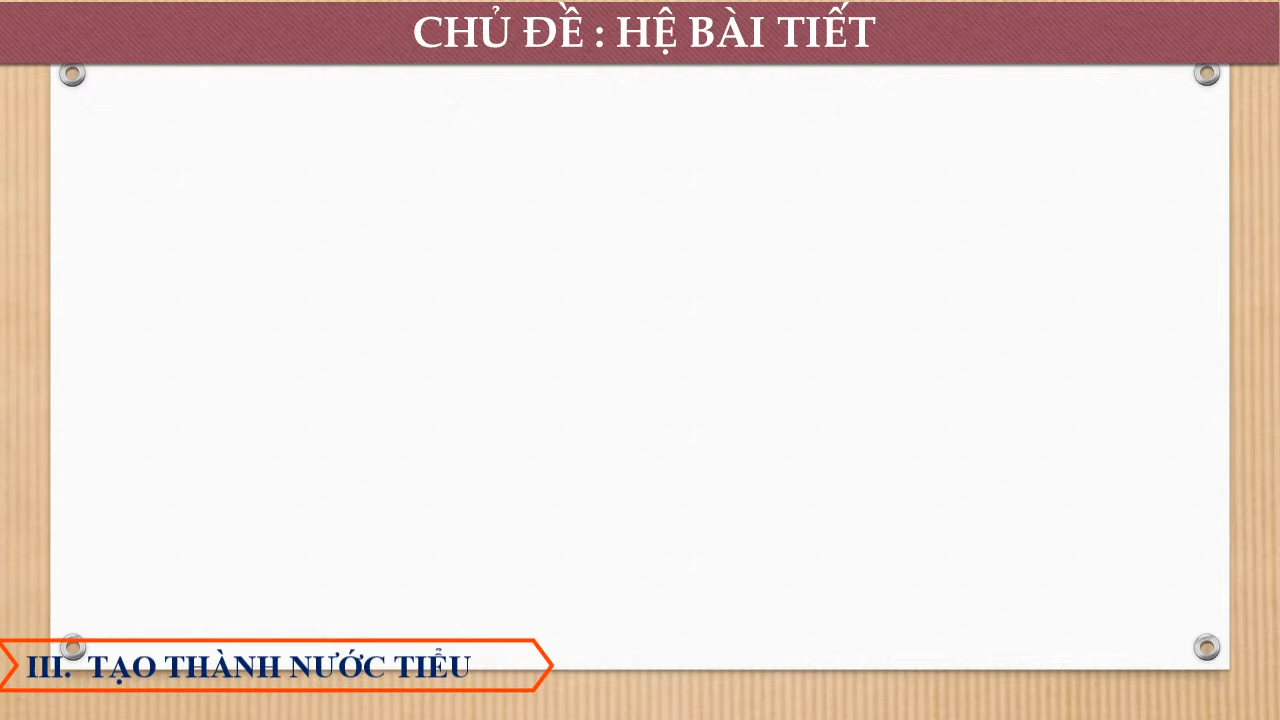 CHỦ ĐỀ : HỆ BÀI TIẾT
III. TẠO THÀNH NƯỚC TIỂU